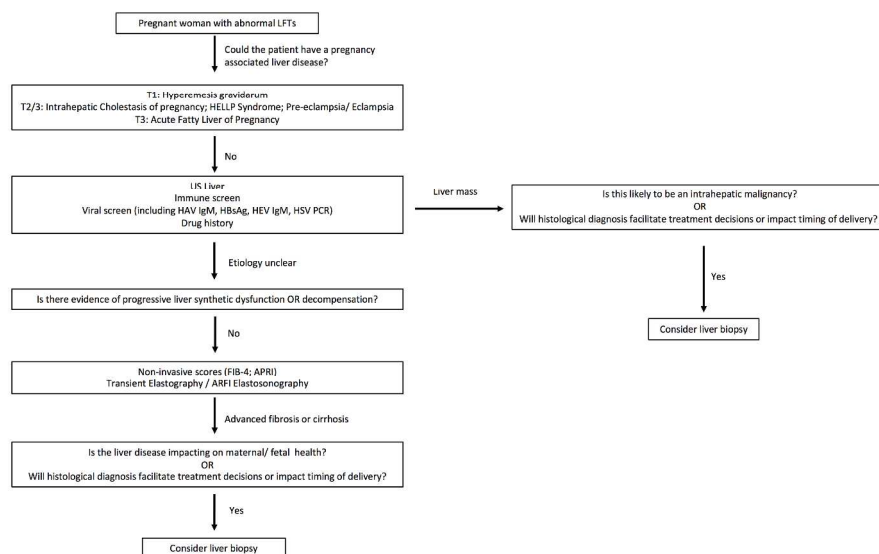 Pregnant woman with abnormal LFTs
Could the patient have a pregnancy
associated liver disease?
T1: Hyperemesis gravidarum
T2/3: Intrahepatic Cholestasis of pregnancy; HELLP Syndrome; Pre-eclampsia/ Eclampsia
T3: Acute Fatty Liver of Pregnancy
No
US Liver
Immune screen
Viral screen (including HAV IgM, HBsAg, HEV IgM, HSV PCR)
Drug history
Liver mass
Is this likely to be an intrahepatic malignancy?
OR
Will histological diagnosis facilitate treatment decisions or impact timing of delivery?
Etiology unclear
Yes
Is there evidence of progressive liver synthetic dysfunction OR decompensation?
Consider liver biopsy
No
Non-invasive scores (FIB-4; APRI)
Transient Elastography / ARFI Elastosonography
Advanced fibrosis or cirrhosis
Is the liver disease impacting on maternal/ fetal health?
OR
Will histological diagnosis facilitate treatment decisions or impact timing of delivery?
Yes
Consider liver biopsy